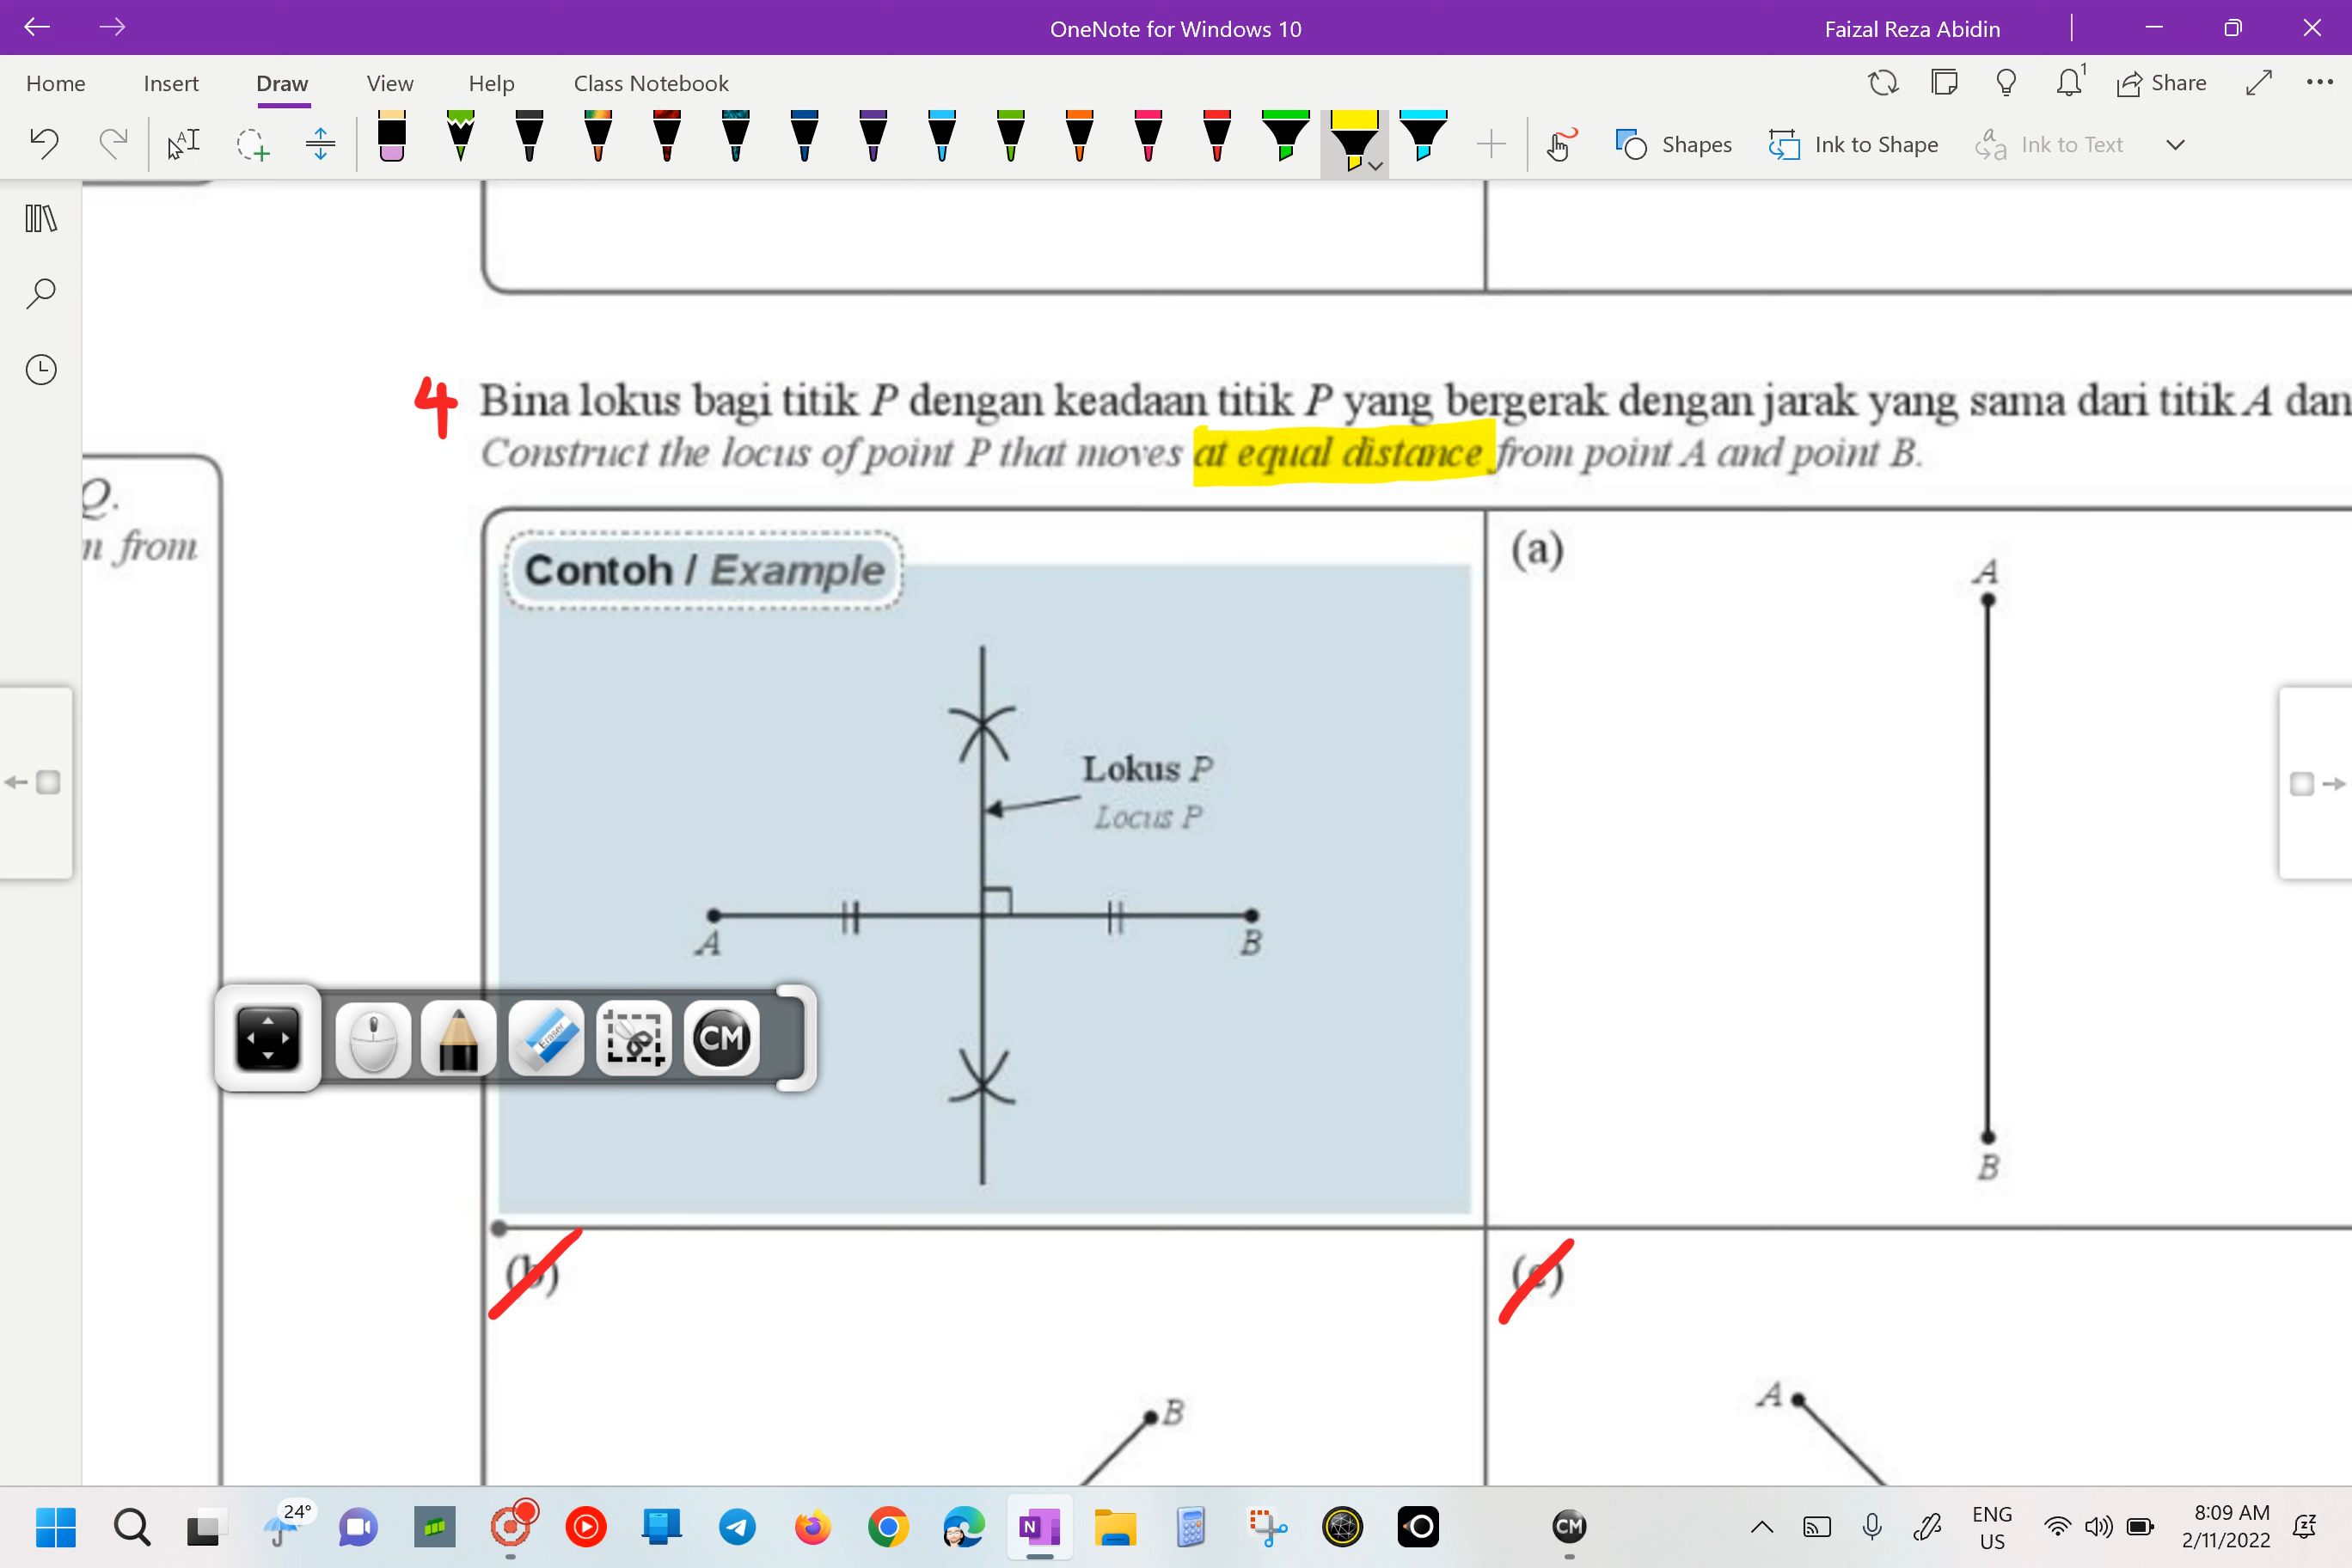 OneNote for Windows 10
Faizal Reza Abidin
Home
Insert
Draw
View
Help
Class Notebook
1
Share
Shapes
Ink to Shape
Ink to Text
4 Bina lokus bagi titik P dengan keadaan titik P yang bergerak dengan jarak yang sama dari titik A dan
Construct the locus of point P that moves at equal distance from point A and point B.
Q.
n from
Contoh / Example
Lokus P
Locus P
A
B
(a)
A
B
Eraser
CM
(b)
B
(c)
A
24°
N
CM
ENG
US
8:09 AM
2/11/2022